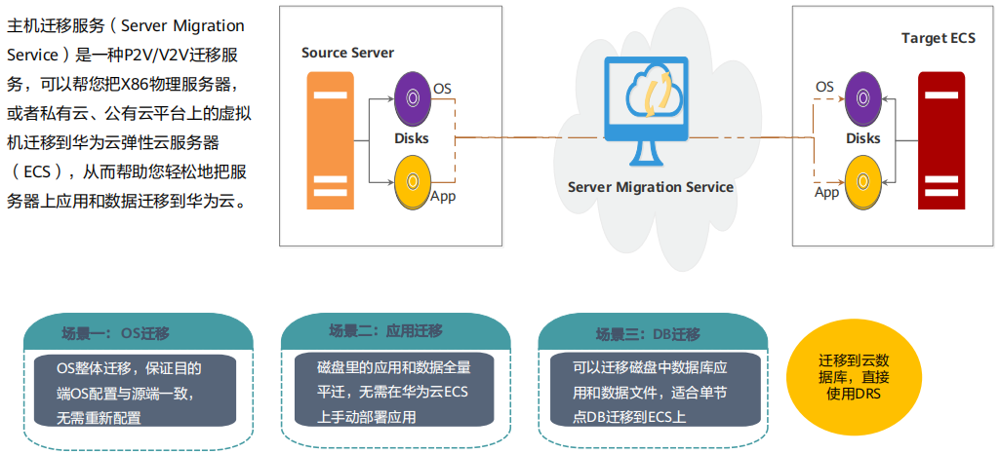 主机迁移服务（Server Migration
Service）是一种P2V/V2V迁移服
务，可以帮您把X86物理服务器，
或者私有云、公有云平台上的虚拟
机迁移到华为云弹性云服务器
（ECS），从而帮助您轻松地把服
务器上应用和数据迁移到华为云。
Source Server
OS
Disks
App
Server Migration Service
Target ECS
OS
Disks
App
场景一：OS迁移
OS整体迁移，保证目的
端OS配置与源端一致，
无需重新配置
场景二：应用迁移
磁盘里的应用和数据全量
平迁，无需在华为云ECS
上手动部署应用
场景三：DB迁移
可以迁移磁盘中数据库应
用和数据文件，适合单节
点DB迁移到ECS上
迁移到云数
据库，直接
使用DRS